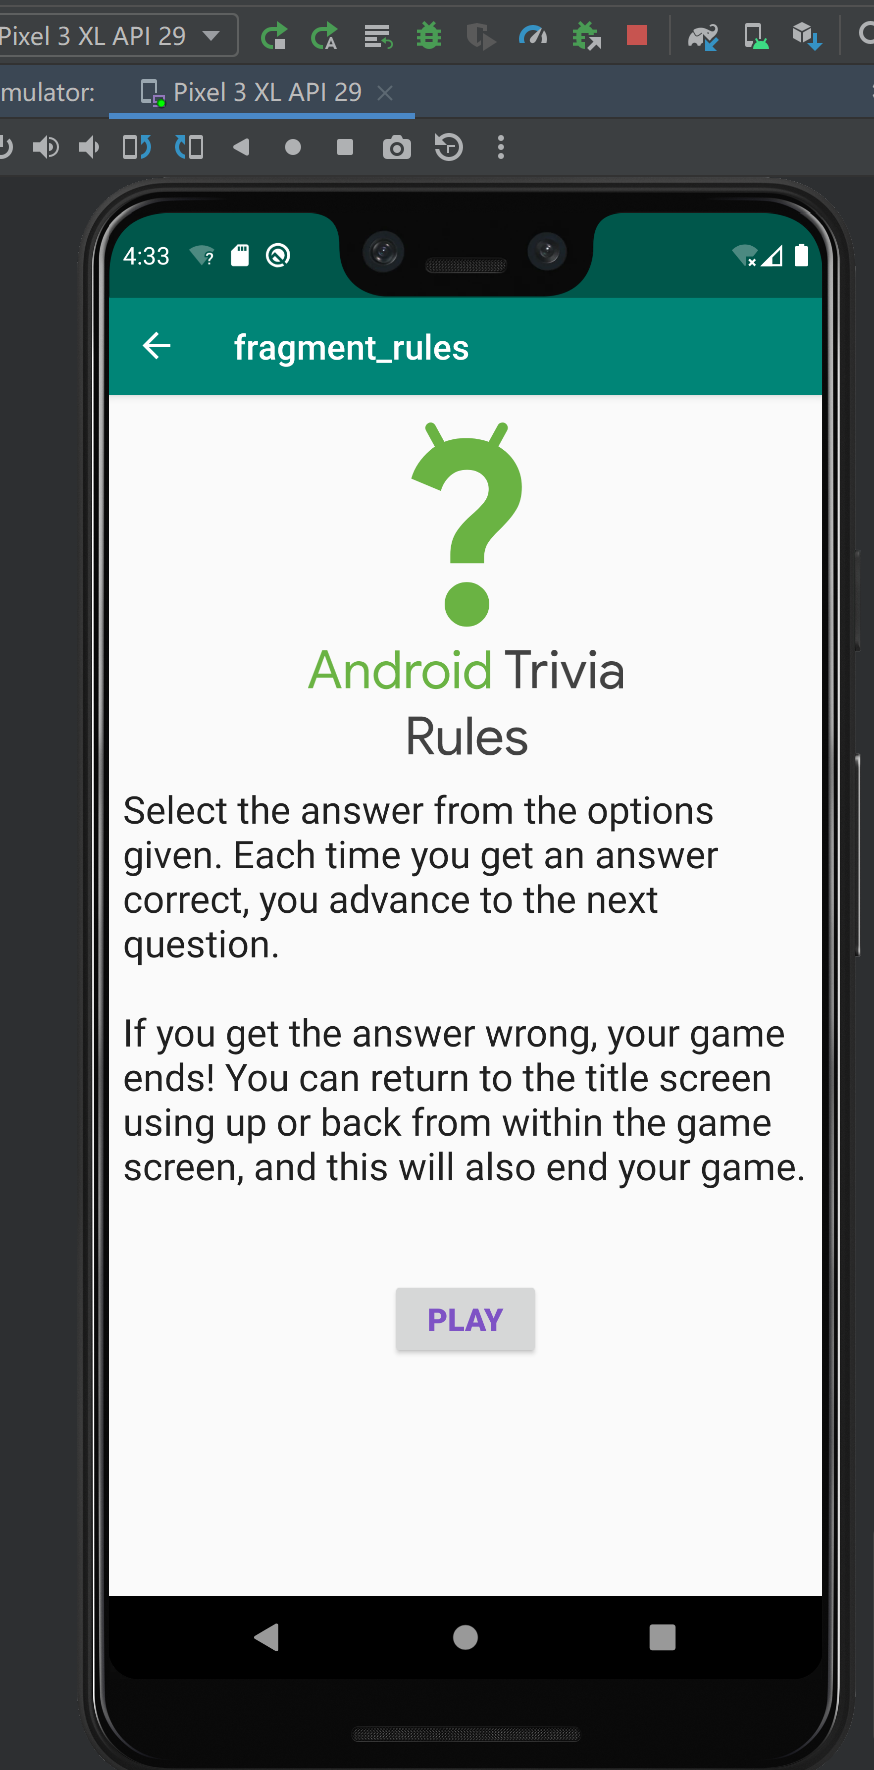 Pixel 3 XL API 29
mulator:
Pixel 3 XL API 29
4:33
fragment_rules
Android Trivia
Rules
Select the answer from the options
given. Each time you get an answer
correct, you advance to the next
question.
If you get the answer wrong, your game
ends! You can return to the title screen
using up or back from within the game
screen, and this will also end your game.
PLAY